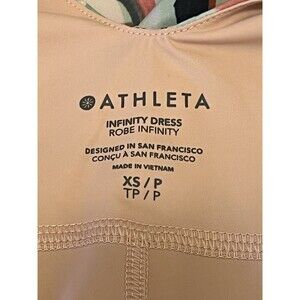 ATHLETA
INFINITY DRESS
ROBE INFINITY
DESIGNED IN SAN FRANCISCO
CONÇU À SAN FRANCISCO
MADE IN VIETNAM
XS / P
TP / P